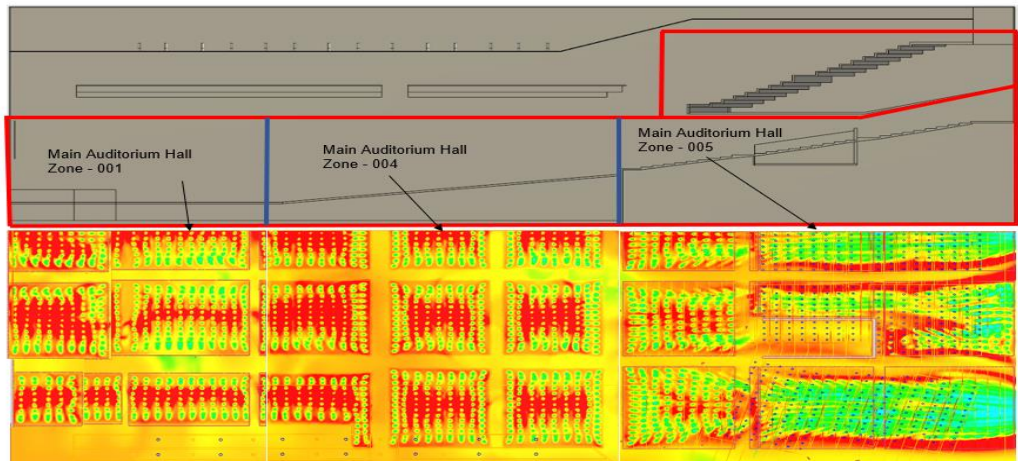 Main Auditorium Hall
Zone - 001
Main Auditorium Hall
Zone - 004
Main Auditorium Hall
Zone - 005